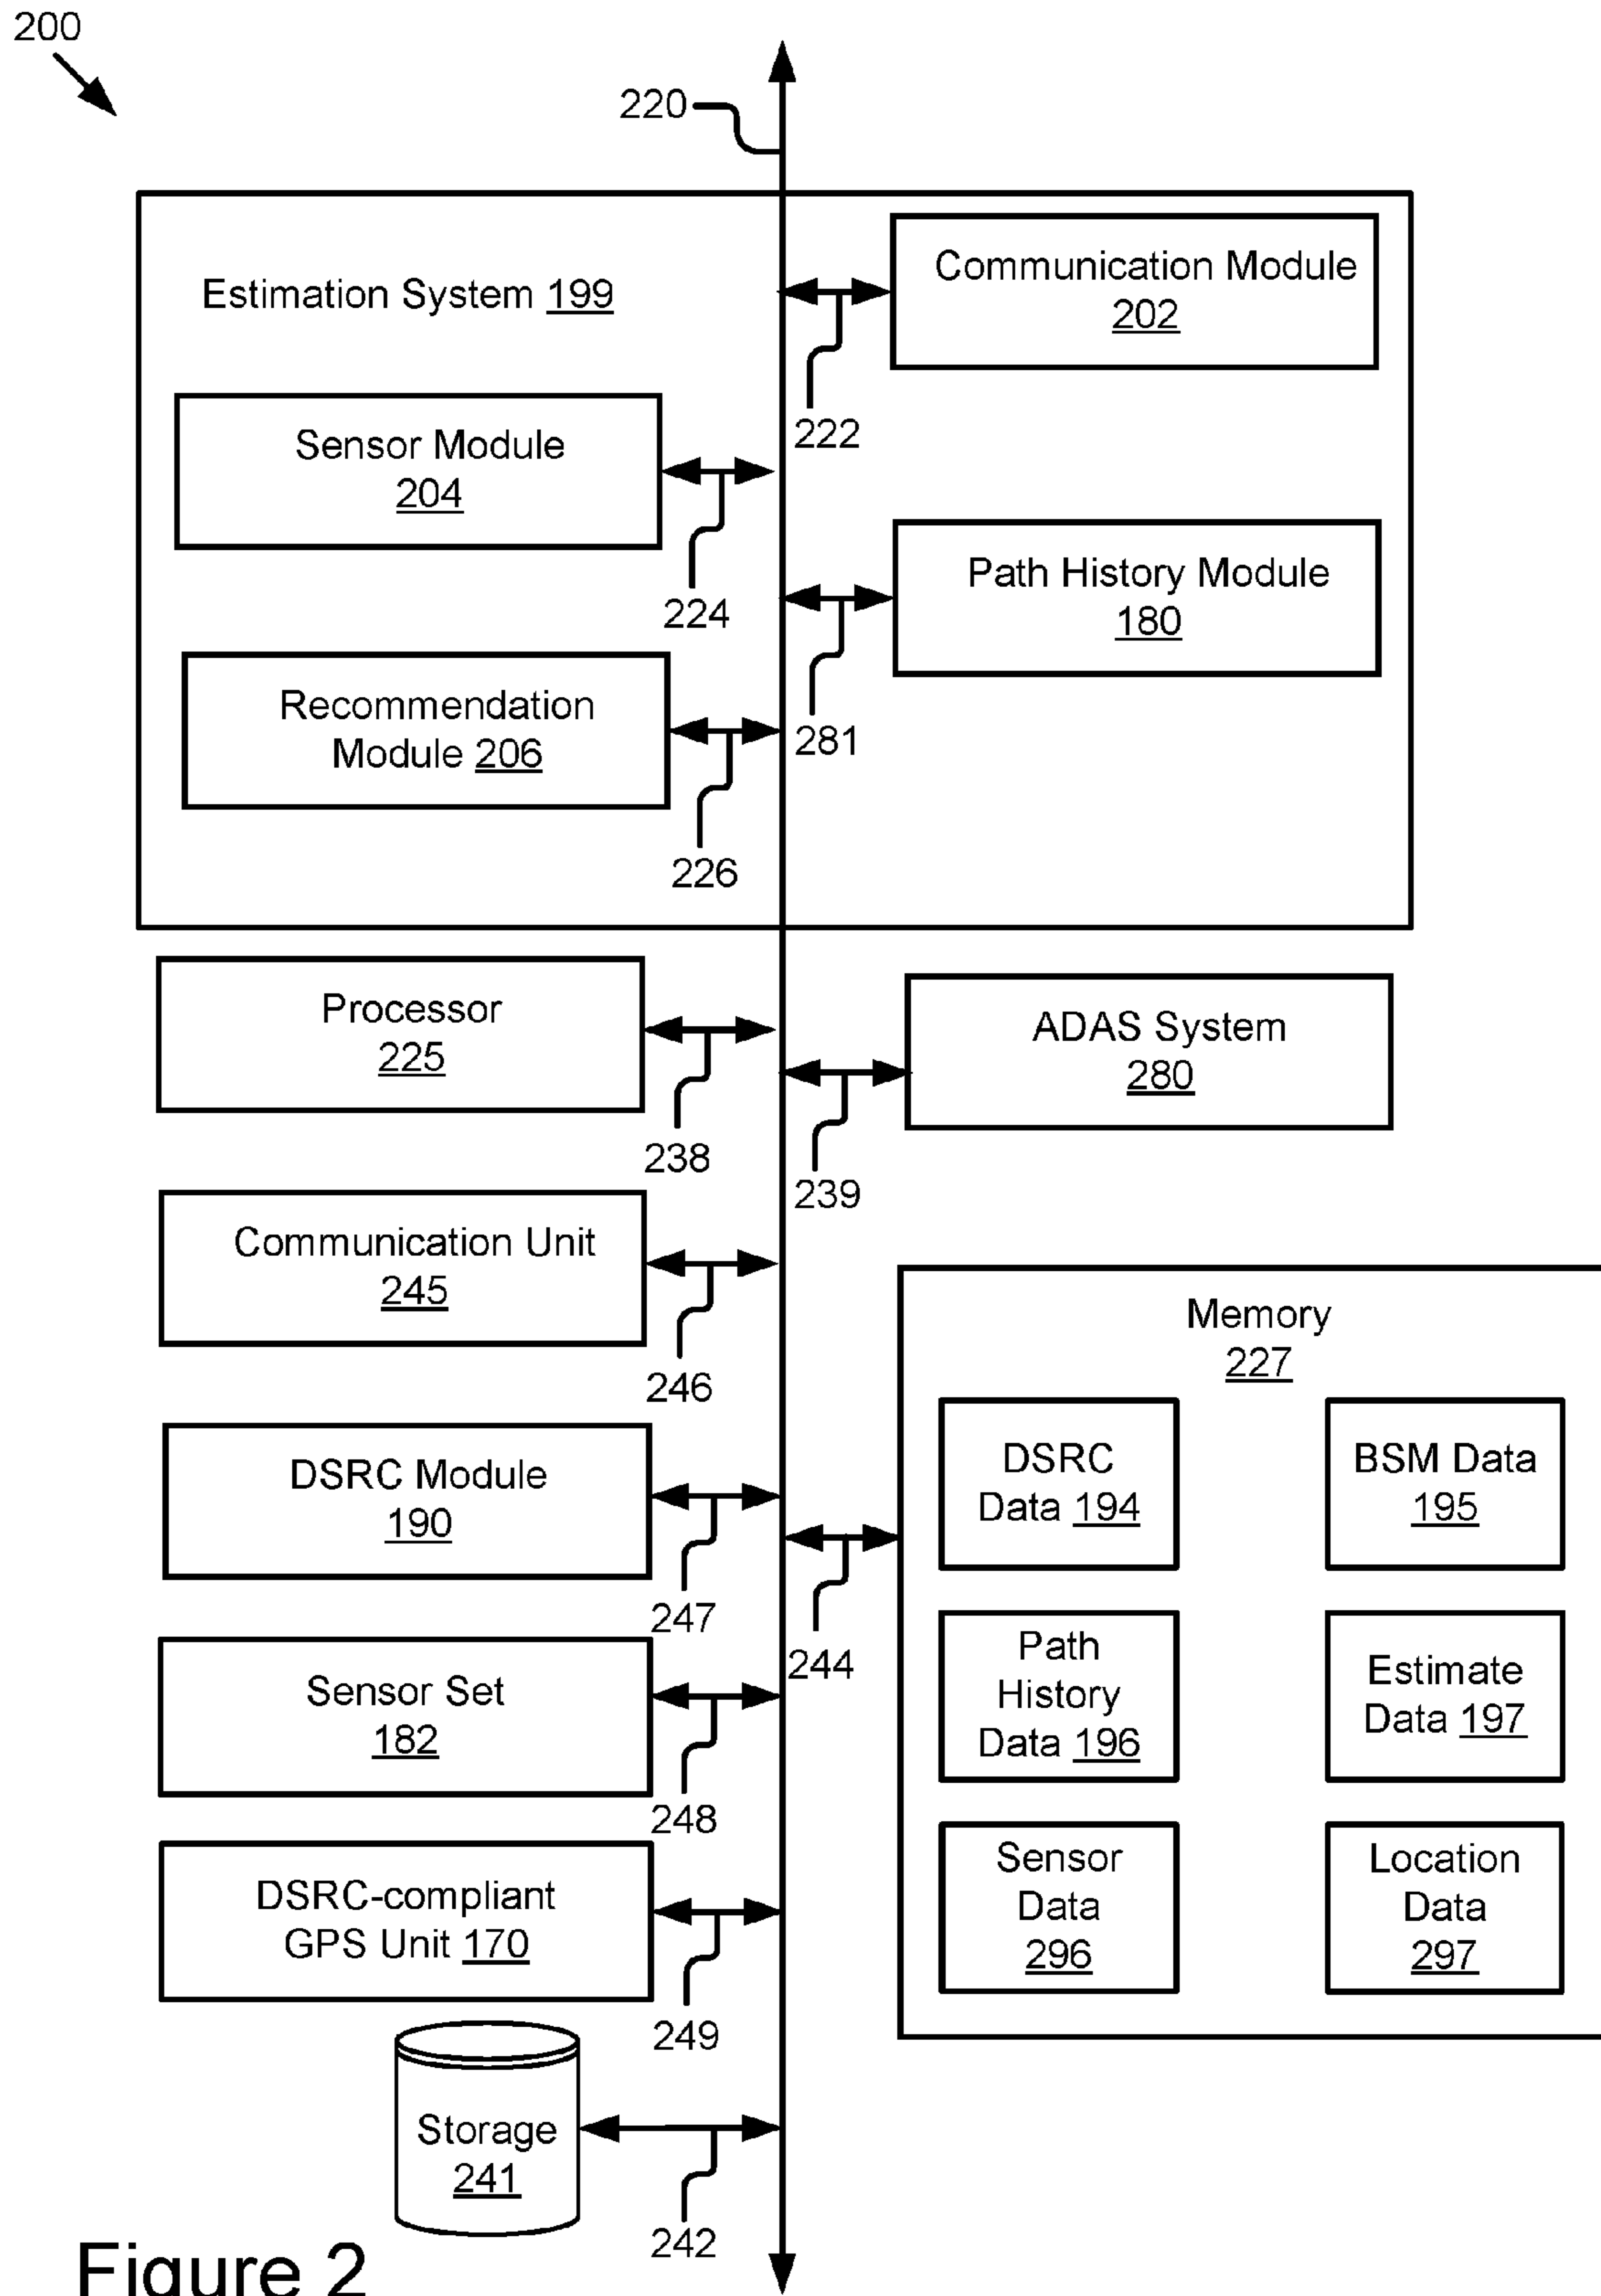 200
220
Estimation System 199
Communication Module
202
222
Sensor Module
204
224
Path History Module
180
281
Recommendation
Module 206
226
Processor
225
238
ADAS System
280
239
Communication Unit
245
246
Memory
227
DSRC
Data 194
BSM Data
195
Path
History
Data 196
Estimate
Data 197
Sensor
Data
296
Location
Data
297
244
DSRC Module
190
247
Sensor Set
182
248
DSRC-compliant
GPS Unit 170
249
Storage
241
242
Figure 2